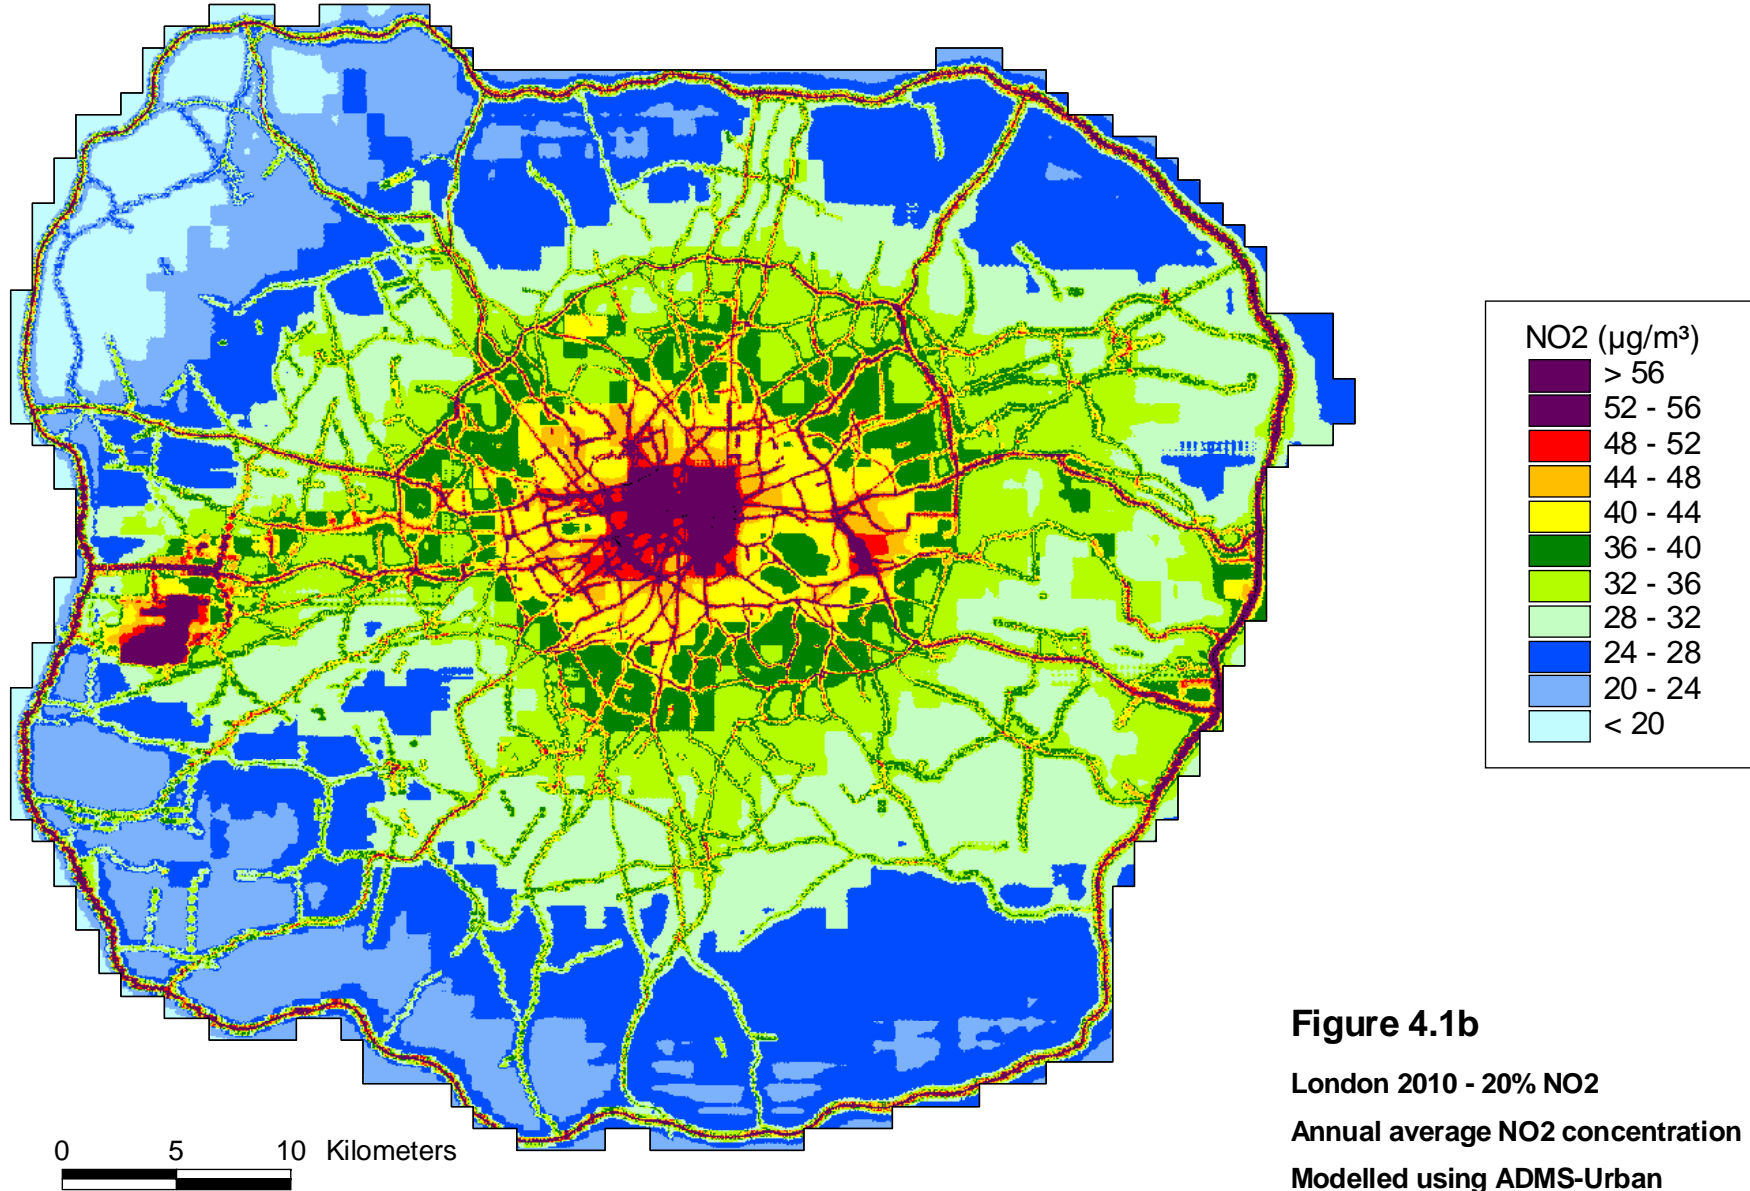 NO2 (µg/m³)
> 56
52 - 56
48 - 52
44 - 48
40 - 44
36 - 40
32 - 36
28 - 32
24 - 28
20 - 24
< 20
Figure 4.1b
London 2010 - 20% NO2
Annual average NO2 concentration
Modelled using ADMS-Urban
0 5 10 Kilometers